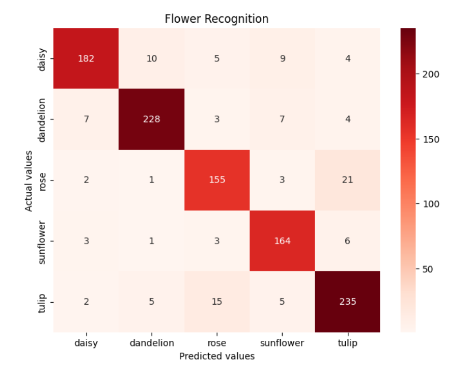 Flower Recognition
daisy
182 10 5 9 4
dandelion
7 228 3 7 4
rose
2 1 155 3 21
sunflower
3 1 3 164 6
tulip
2 5 15 5 235
Actual values
daisy dandelion rose sunflower tulip
Predicted values
200
150
100
50